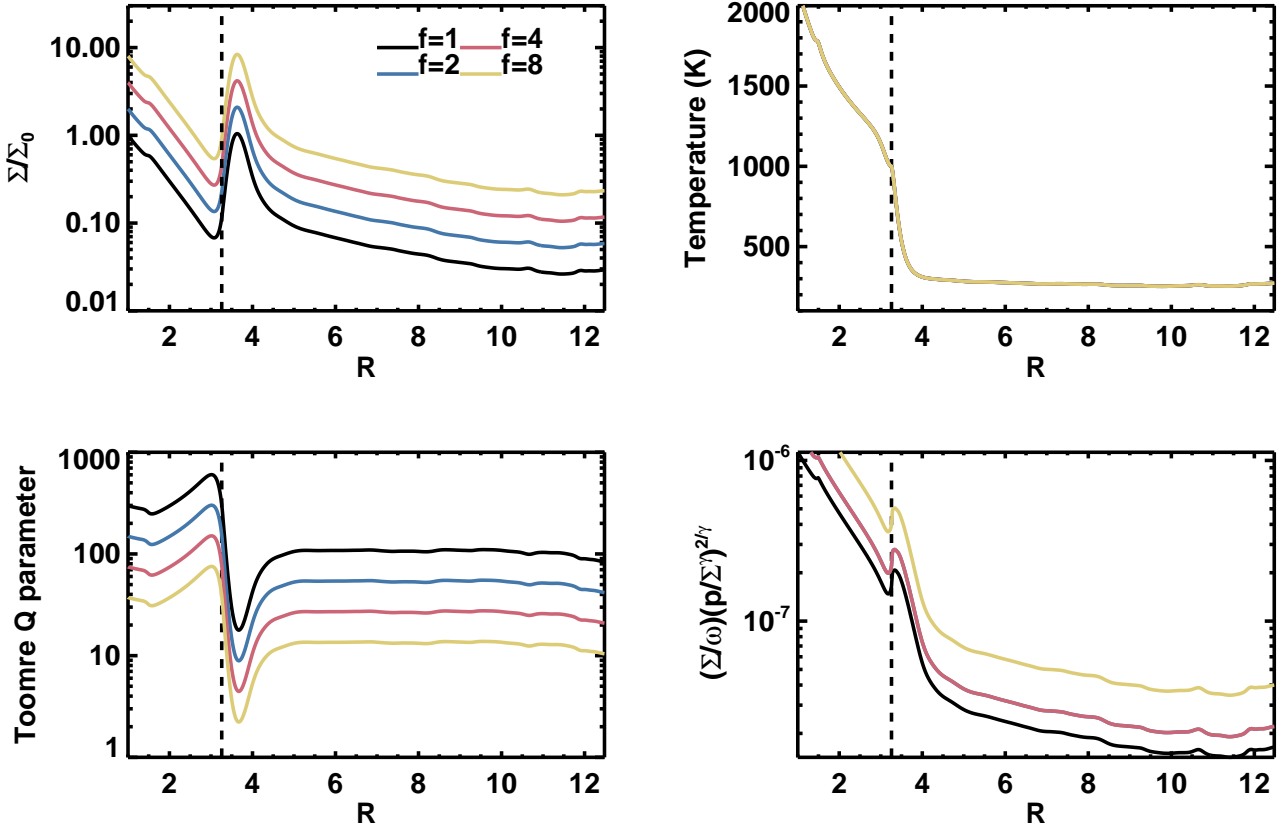 10.00
1.00
0.10
0.01
Σ/Σ0
f=1 f=4
f=2 f=8
2 4 6 8 10 12
R
2000
1500
1000
500
Temperature (K)
2 4 6 8 10 12
R
1000
100
10
1
Toomre Q parameter
2 4 6 8 10 12
R
10-6
10-7
(Σ/ω)(p/Σγ)2/γ
2 4 6 8 10 12
R